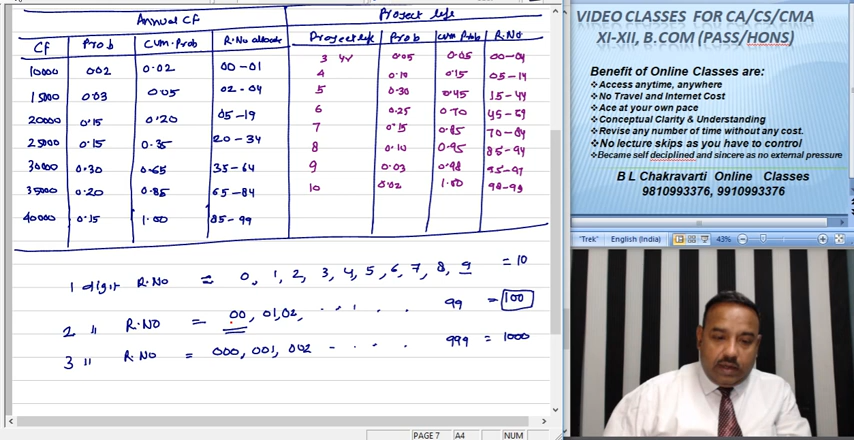 Annual CF Project life
CF Prob Cum.Prob R.No allocate Project life Prob Cum Prob R.No
10000 0.02 0.02 00-01 3 yr 0.05 0.05 00-04
15000 0.03 0.05 02-04 4 0.10 0.15 05-14
20000 0.15 0.20 05-19 5 0.30 0.45 15-44
25000 0.15 0.35 20-34 6 0.25 0.70 45-69
30000 0.30 0.65 35-64 7 0.15 0.85 70-84
35000 0.20 0.85 65-84 8 0.10 0.95 85-94
40000 0.15 1.00 85-99 9 0.03 0.98 95-97
10 0.02 1.00 98-99
1 digit R.No = 0, 1, 2, 3, 4, 5, 6, 7, 8, 9 = 10
2 " R.No = 00, 01, 02, . . . . . 99 = 100
3 " R.No = 000, 001, 002 - . . . 999 = 1000
PAGE 7 A4 NUM
VIDEO CLASSES FOR CA/CS/CMA
XI-XII, B.COM (PASS/HONS)
Benefit of Online Classes are:
❖Access anytime, anywhere
❖No Travel and Internet Cost
❖Ace at your own pace
❖Conceptual Clarity & Understanding
❖Revise any number of time without any cost.
❖No lecture skips as you have to control
❖Became self deciplined and sincere as no external pressure
B L Chakravarti Online Classes
9810993376, 9910993376
"Trek" English (India) 43%